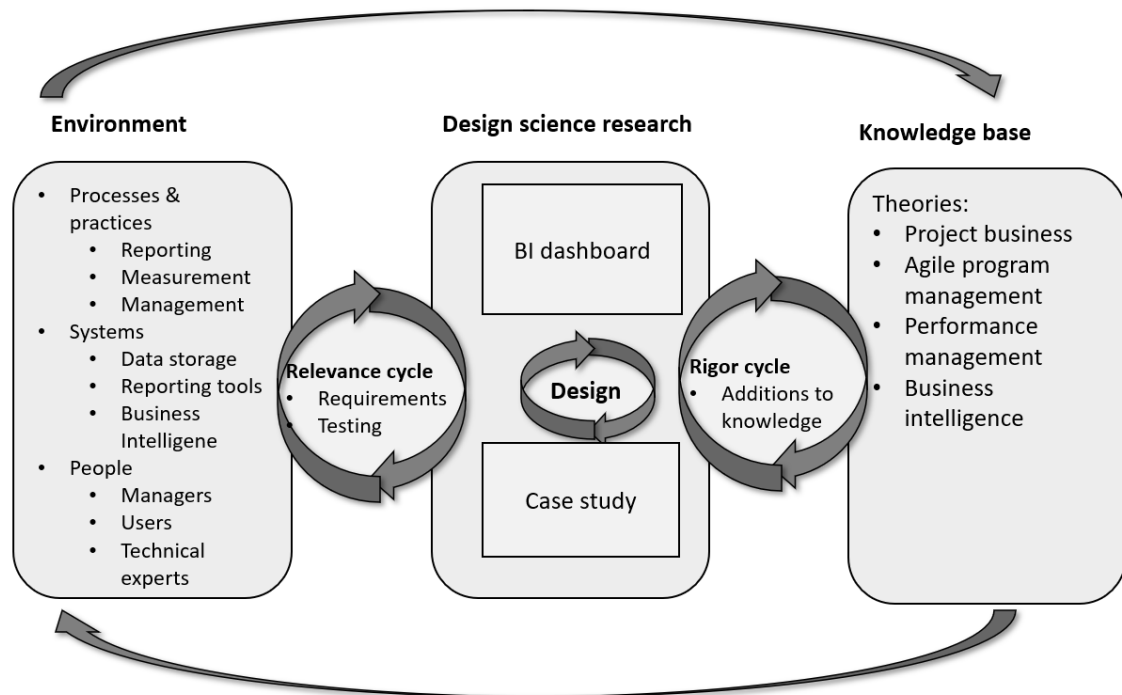 Environment
• Processes &
practices
• Reporting
• Measurement
• Management
• Systems
• Data storage
• Reporting tools
• Business
Intelligene
• People
• Managers
• Users
• Technical
experts
Relevance cycle
• Requirements
• Testing
Design science research
BI dashboard
Design
Case study
Rigor cycle
• Additions to
knowledge
Knowledge base
Theories:
• Project business
• Agile program
management
• Performance
management
• Business
intelligence